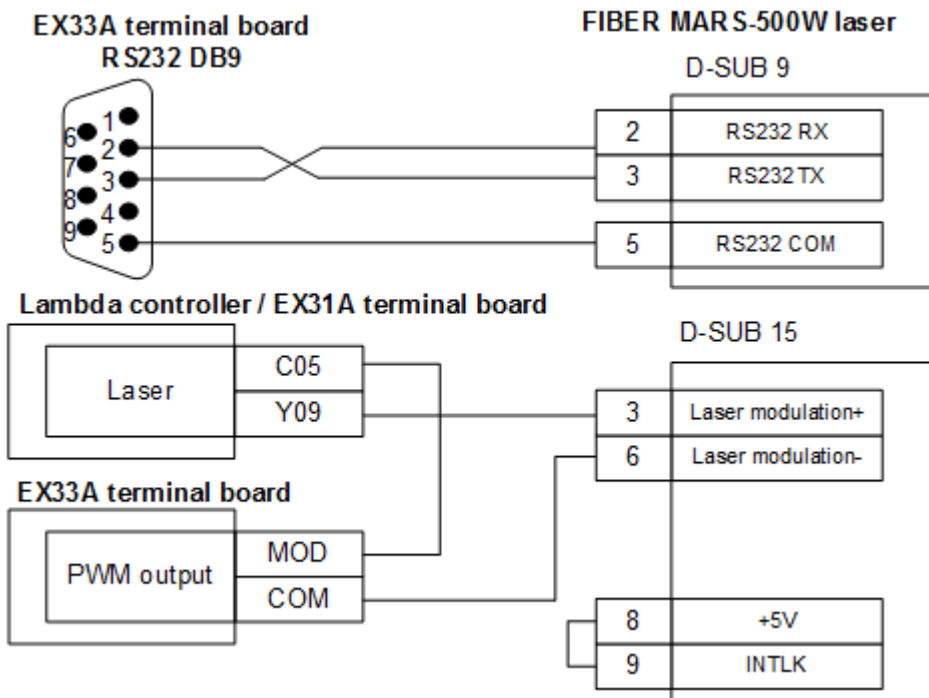 EX33A terminal board
RS232 DB9
FIBER MARS-500W laser
D-SUB 9
1
6
2
7
3
8
4
9
5
2 RS232 RX
3 RS232 TX
5 RS232 COM
Lambda controller / EX31A terminal board
Laser
C05
Y09
D-SUB 15
3 Laser modulation+
6 Laser modulation-
EX33A terminal board
PWM output
MOD
COM
8 +5V
9 INTLK